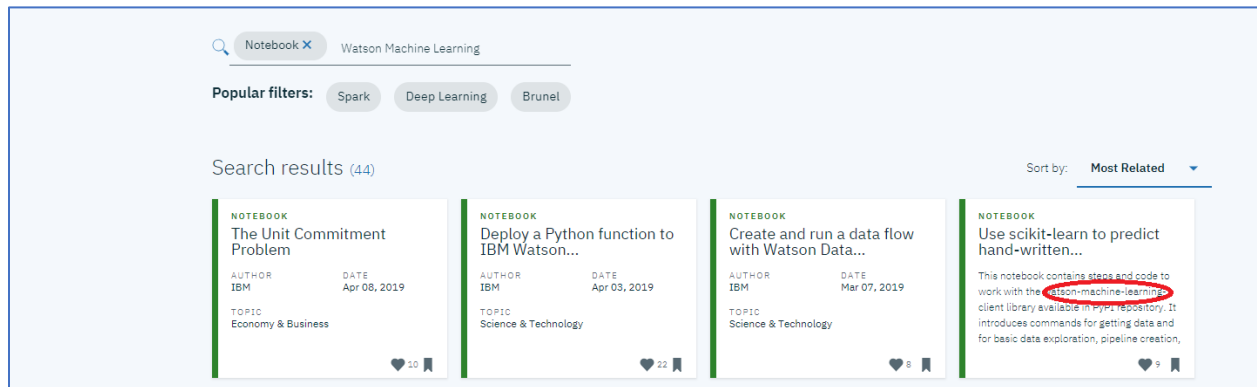 Notebook ✕ Watson Machine Learning
Popular filters: Spark Deep Learning Brunel
Search results (44)
Sort by: Most Related
NOTEBOOK
The Unit Commitment
Problem
AUTHOR DATE
IBM Apr 08, 2019
TOPIC
Economy & Business
10
NOTEBOOK
Deploy a Python function to
IBM Watson...
AUTHOR DATE
IBM Apr 03, 2019
TOPIC
Science & Technology
22
NOTEBOOK
Create and run a data flow
with Watson Data...
AUTHOR DATE
IBM Mar 07, 2019
TOPIC
Science & Technology
8
NOTEBOOK
Use scikit-learn to predict
hand-written...
This notebook contains steps and code to
work with the watson-machine-learning-
client library available in PyPI repository. It
introduces commands for getting data and
for basic data exploration, pipeline creation,
9